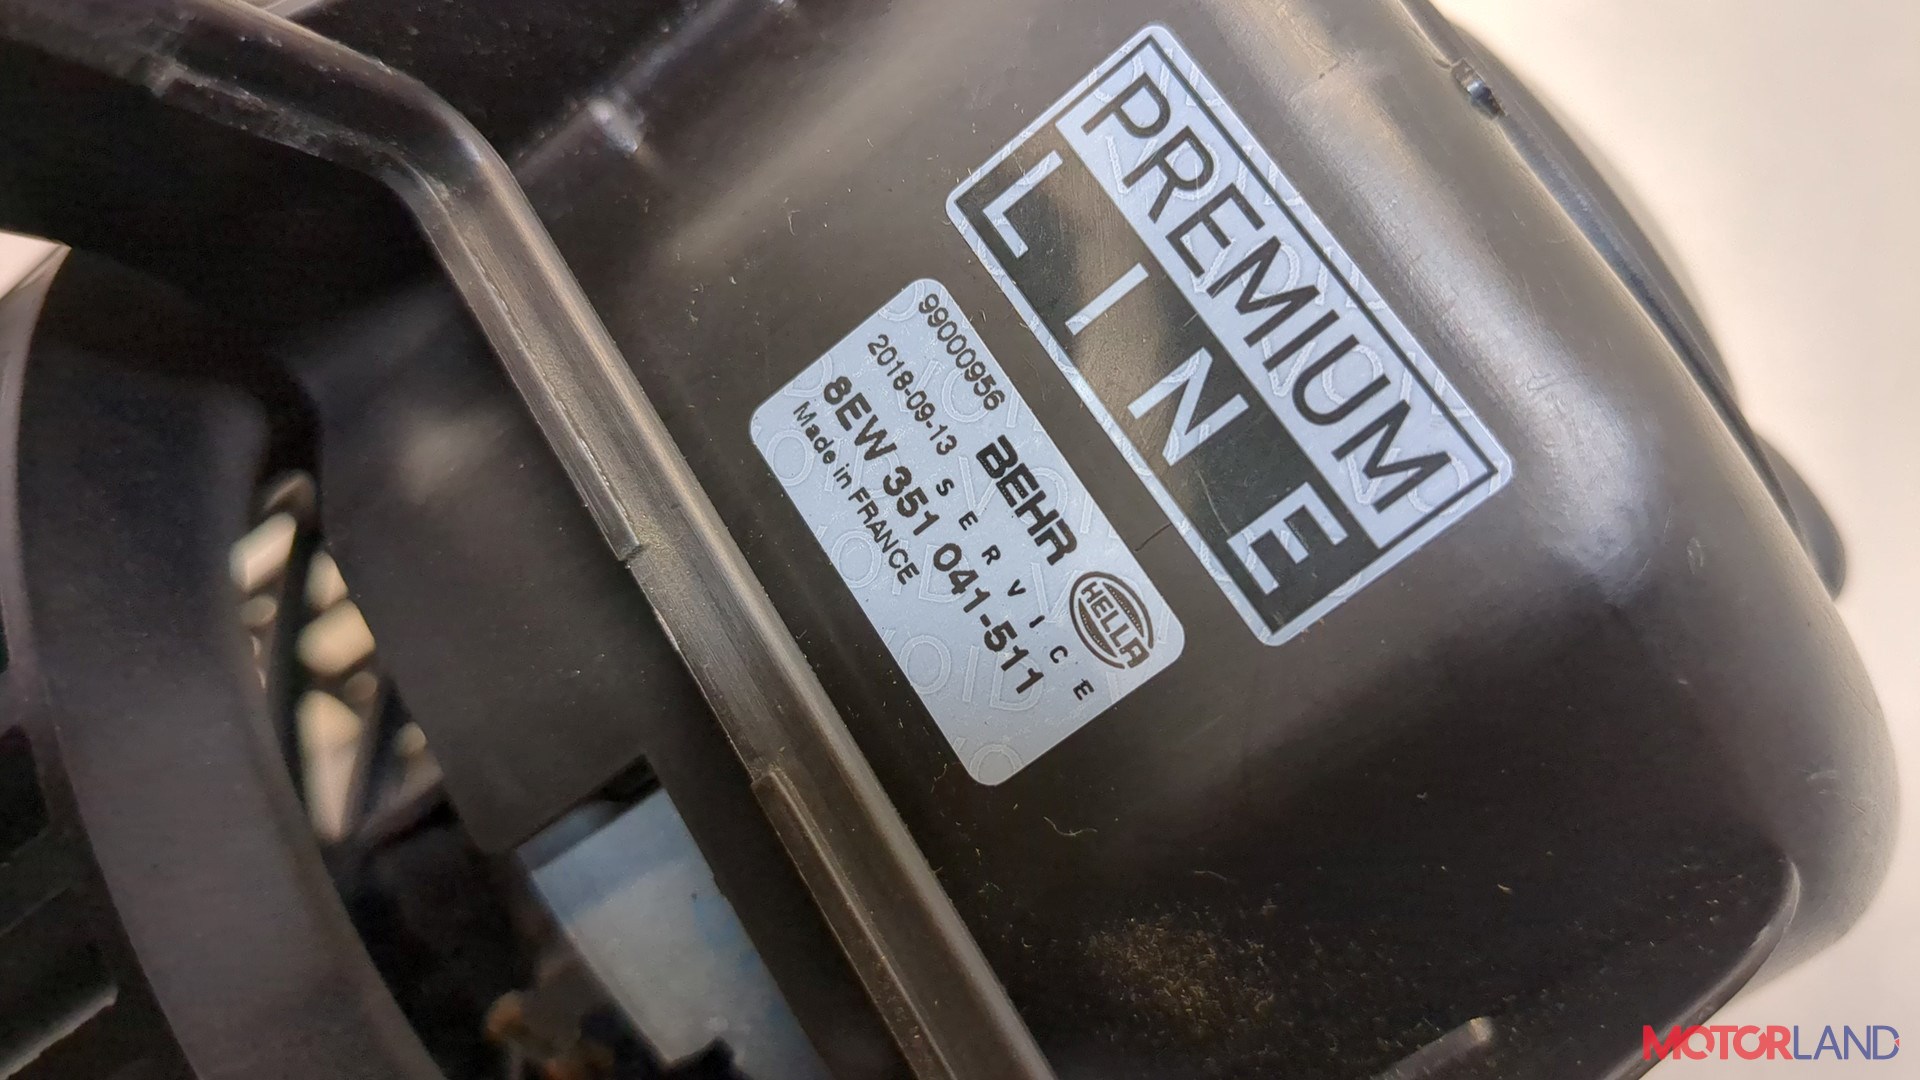 PREMIUM
LINE
99000956
2018-09-13
BEHR
HELLA
SERVICE
8EW 351 041-511
Made in FRANCE
MOTORLAND